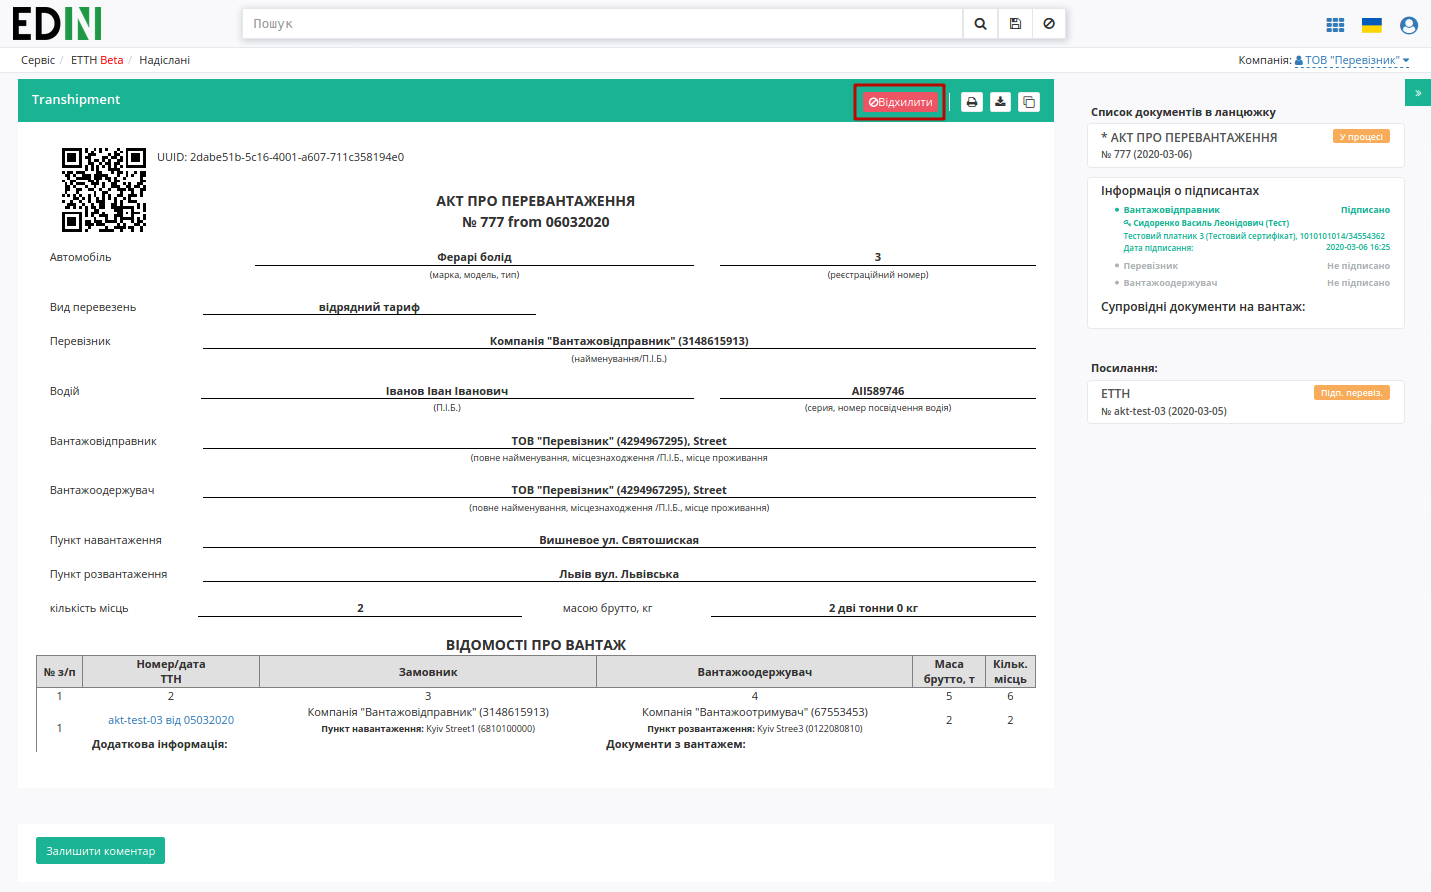 EDIN
Пошук
Сервіс / ЕТТН Beta / Надіслані
Компанія: ТОВ "Перевізник"
Transhipment
Відхилити
»
UUID: 2dabe51b-5c16-4001-a607-711c358194e0
АКТ ПРО ПЕРЕВАНТАЖЕННЯ
№ 777 from 06032020
Автомобіль Ферарі болід 3
(марка, модель, тип) (реєстраційний номер)
Вид перевезень відрядний тариф
Перевізник Компанія "Вантажовідправник" (3148615913)
(найменування/П.І.Б.)
Водій Іванов Іван Іванович АІІ589746
(П.І.Б.) (серия, номер посвідчення водія)
Вантажовідправник ТОВ "Перевізник" (4294967295), Street
(повне найменування, місцезнаходження /П.І.Б., місце проживання
Вантажоодержувач ТОВ "Перевізник" (4294967295), Street
(повне найменування, місцезнаходження /П.І.Б., місце проживання)
Пункт навантаження Вишневое ул. Святошиская
Пункт розвантаження Львів вул. Львівська
кількість місць 2 масою брутто, кг 2 дві тонни 0 кг
ВІДОМОСТІ ПРО ВАНТАЖ
№ з/п Номер/дата ТТН Замовник Вантажоодержувач Маса брутто, т Кільк. місць
1 2 3 4 5 6
1 akt-test-03 від 05032020 Компанія "Вантажовідправник" (3148615913) Компанія "Вантажоотримувач" (67553453) 2 2
Пункт навантаження: Kyiv Street1 (6810100000) Пункт розвантаження: Kyiv Stree3 (0122080810)
Додаткова інформація: Документи з вантажем:
Залишити коментар
Список документів в ланцюжку
* АКТ ПРО ПЕРЕВАНТАЖЕННЯ У процесі
№ 777 (2020-03-06)
Інформація о підписантах
Вантажовідправник Підписано
Сидоренко Василь Леонідович (Тест)
Тестовий платник 3 (Тестовий сертифікат), 1010101014/34554362
Дата підписання: 2020-03-06 16:25
Перевізник Не підписано
Вантажоодержувач Не підписано
Супровідні документи на вантаж:
Посилання:
ЕТТН Підп. перевіз.
№ akt-test-03 (2020-03-05)